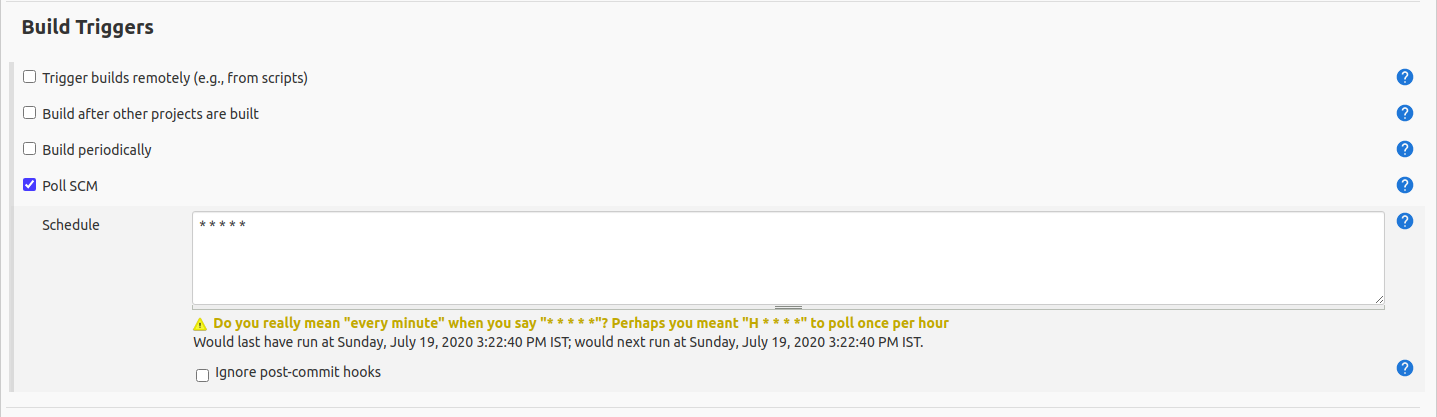 Build Triggers
Trigger builds remotely (e.g., from scripts)
Build after other projects are built
Build periodically
Poll SCM
Schedule
* * * * *
Do you really mean "every minute" when you say "* * * * *"? Perhaps you meant "H * * * *" to poll once per hour
Would last have run at Sunday, July 19, 2020 3:22:40 PM IST; would next run at Sunday, July 19, 2020 3:22:40 PM IST.
Ignore post-commit hooks